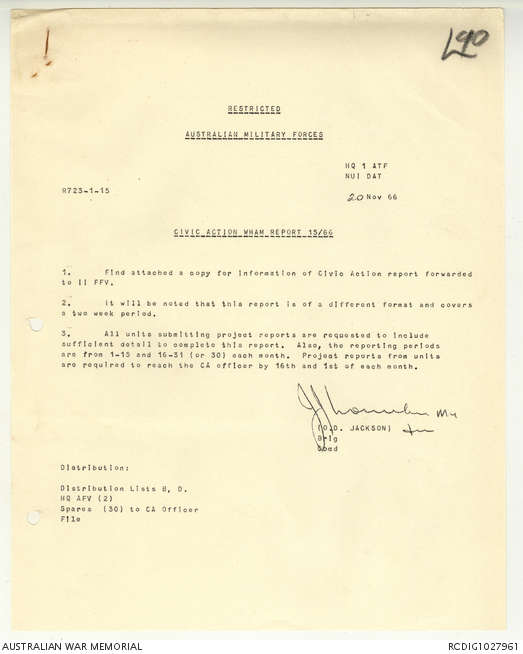 190
RESTRICTED
AUSTRALIAN MILITARY FORCES
HQ 1 ATF
NUI DAT
R723-1-15
20 Nov 66
CIVIC ACTION WHAM REPORT 15/66
1. Find attached a copy for information of Civic Action report forwarded
to II FFV.
2. It will be noted that this report is of a different format and covers
a two week period.
3. All units submitting project reports are requested to include
sufficient detail to complete this report. Also, the reporting periods
are from 1-15 and 16-31 (or 30) each month. Project reports from units
are required to reach the CA officer by 16th and 1st of each month.
(O.D. JACKSON)
Brig
Comd
Distribution:
Distribution Lists B, D.
HQ AFV (2)
Spares (30) to CA Officer
File
AUSTRALIAN WAR MEMORIAL
RCDIG1027961